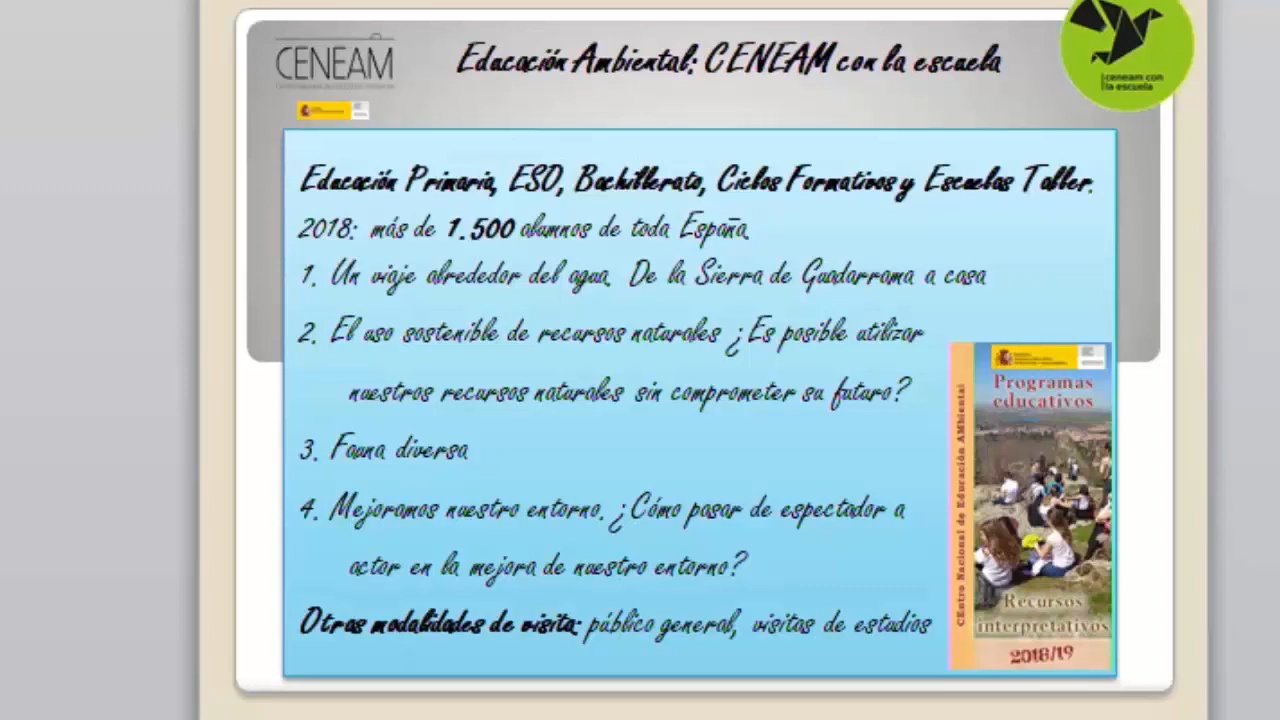 CENEAM
Educación Ambiental: CENEAM con la escuela
ceneam con
la escuela
Educación Primaria, ESO, Bachillerato, Ciclos Formativos y Escuelas Taller.
2018: más de 1.500 alumnos de toda España.
1. Un viaje alrededor del agua. De la Sierra de Guadarrama a casa
2. El uso sostenible de recursos naturales ¿Es posible utilizar
nuestros recursos naturales sin comprometer su futuro?
3. Fauna diversa
4. Mejoramos nuestro entorno. ¿Cómo pasar de espectador a
actor en la mejora de nuestro entorno?
Otras modalidades de visita: público general, visitas de estudios
CEntro Nacional de Educación AMbiental
Programas
educativos
Recursos
interpretativos
2018/19